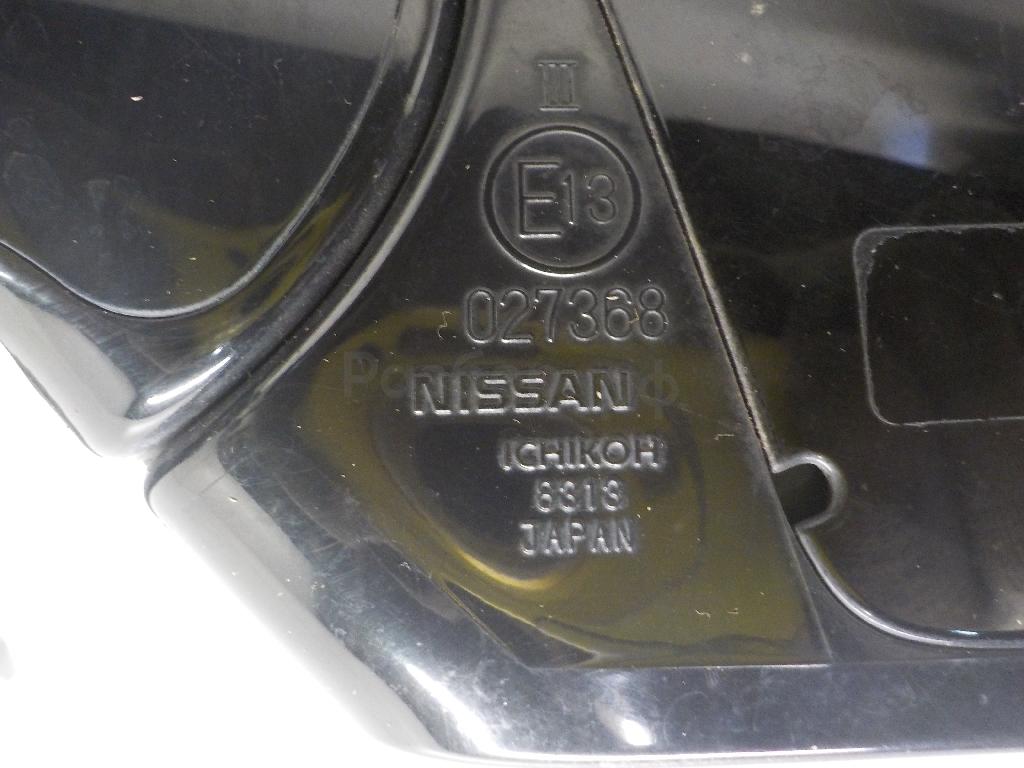 III
E13
027368
NISSAN
ICHIKOH
8313
JAPAN